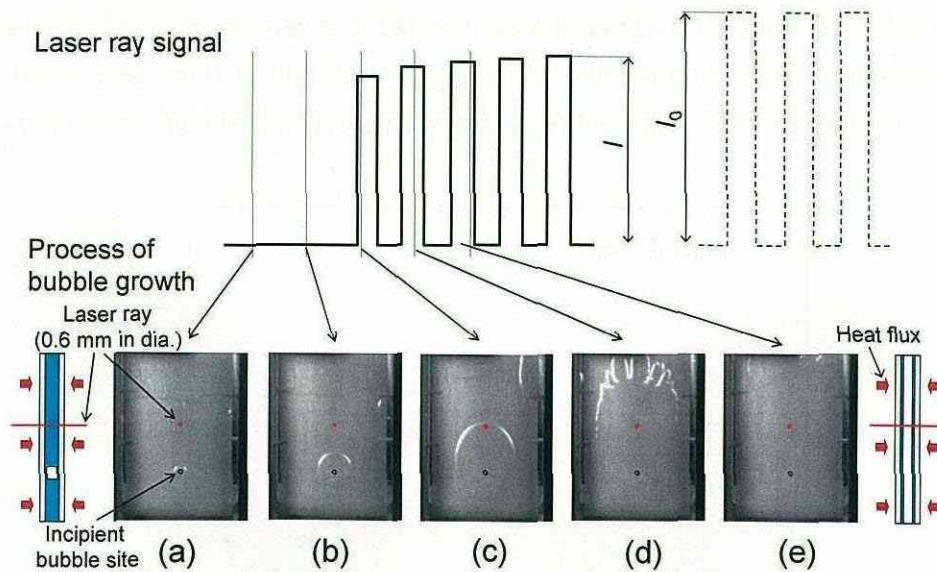 Laser ray signal
I
I₀
Process of
bubble growth
Laser ray
(0.6 mm in dia.)
Heat flux
Incipient
bubble site
(a)
(b)
(c)
(d)
(e)